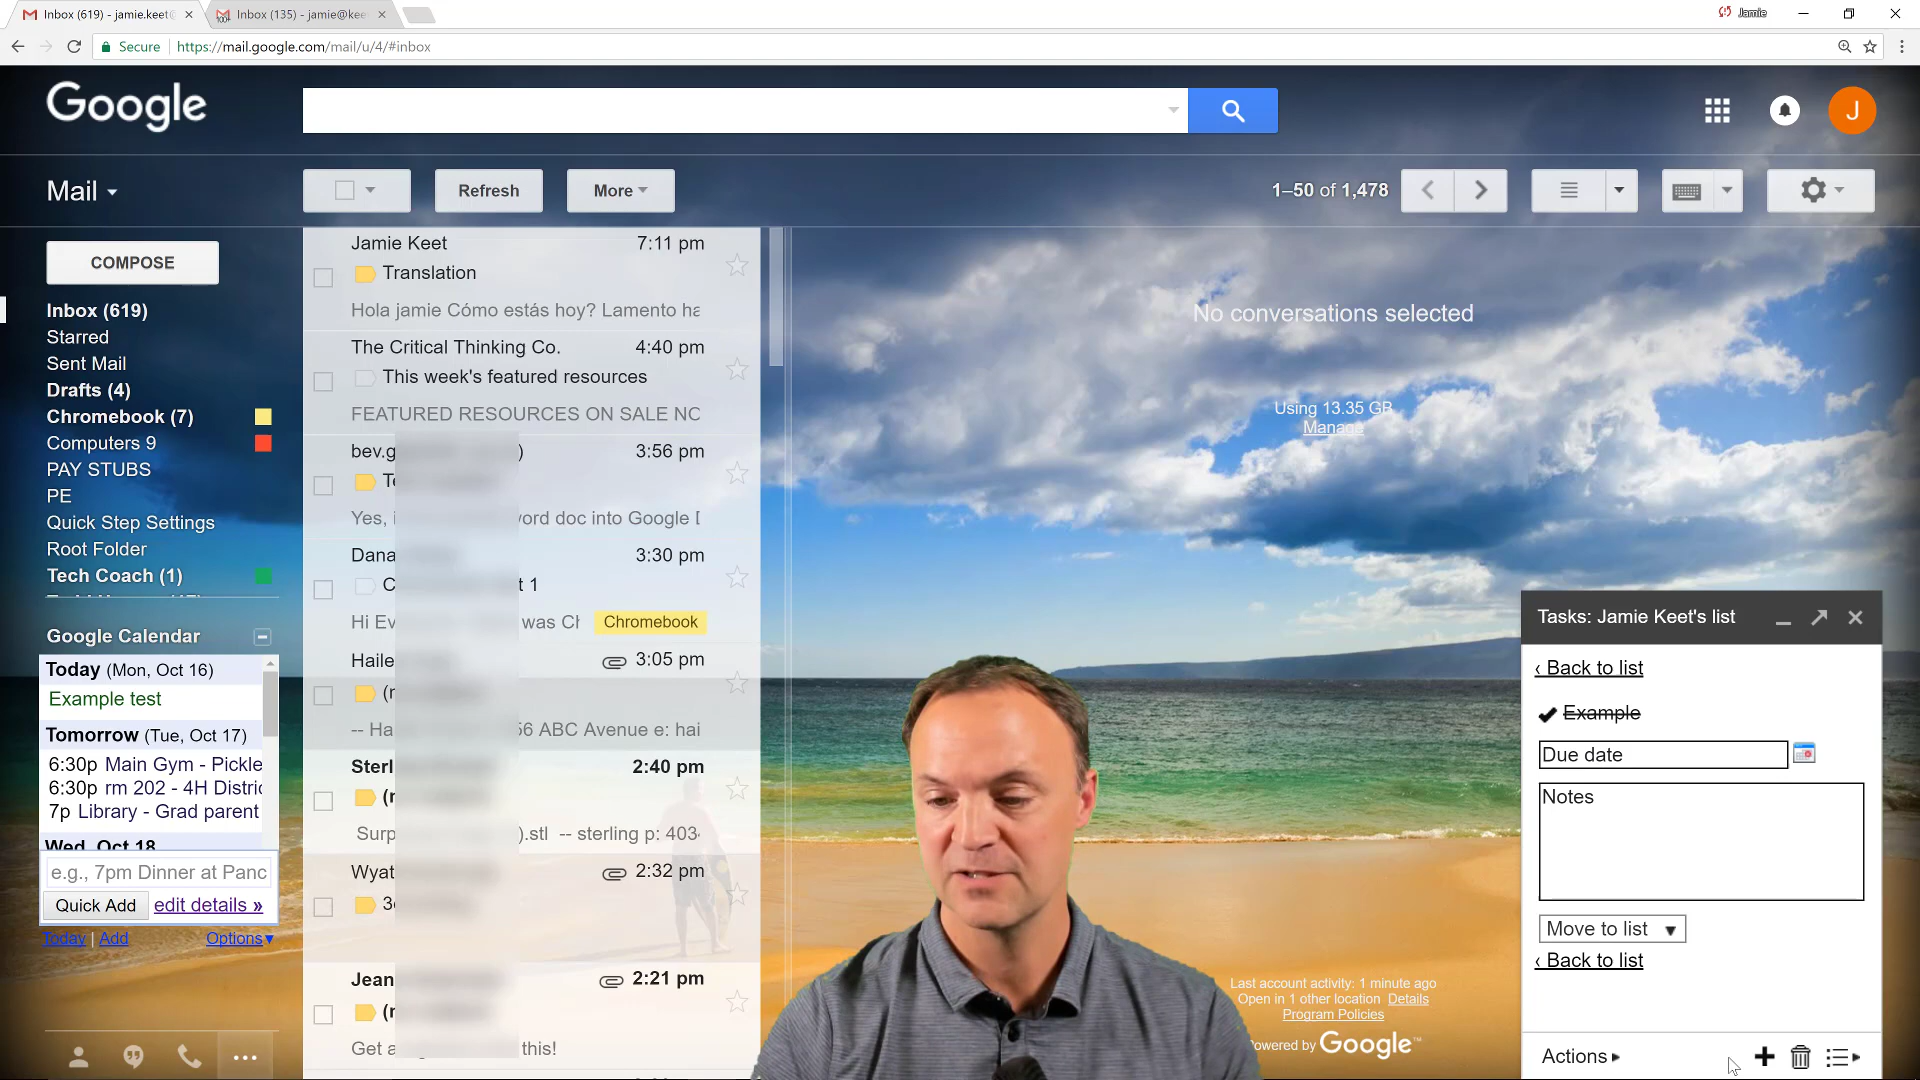 Inbox (619) - jamie.keet@
Inbox (135) - jamie@kee
Jamie
Secure
https://mail.google.com/mail/u/4/#inbox
Google
J
Mail
Refresh
More
1–50 of 1,478
COMPOSE
Inbox (619)
Starred
Sent Mail
Drafts (4)
Chromebook (7)
Computers 9
PAY STUBS
PE
Quick Step Settings
Root Folder
Tech Coach (1)
Google Calendar
Today (Mon, Oct 16)
Example test
Tomorrow (Tue, Oct 17)
6:30p Main Gym - Pickle
6:30p rm 202 - 4H Distric
7p Library - Grad parent
Wed, Oct 18
e.g., 7pm Dinner at Panc
Quick Add edit details »
Today | Add Options▼
Jamie Keet 7:11 pm
Translation
Hola jamie Cómo estás hoy? Lamento ha
The Critical Thinking Co. 4:40 pm
This week's featured resources
FEATURED RESOURCES ON SALE NO
bev.g ) 3:56 pm
Yes, i word doc into Google D
Dana 3:30 pm
C t 1
Hi Ev was Ch Chromebook
Haile 3:05 pm
-- Ha 56 ABC Avenue e: hai
Sterl 2:40 pm
Surp ).stl -- sterling p: 403-
Wyat 2:32 pm
Jean 2:21 pm
Get a this!
No conversations selected
Using 13.35 GB
Manage
Last account activity: 1 minute ago
Open in 1 other location Details
Program Policies
owered by Google™
Tasks: Jamie Keet's list
‹ Back to list
Example
Due date
Notes
Move to list ▼
‹ Back to list
Actions